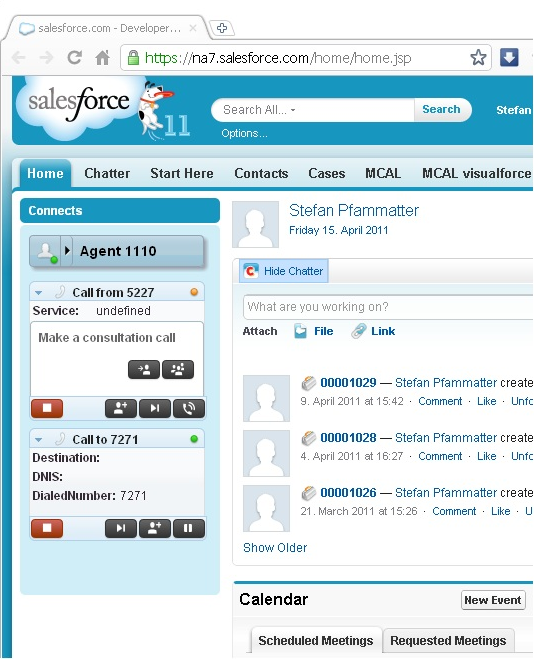 salesforce.com - Developer...
https://na7.salesforce.com/home/home.jsp
salesforce
11
Search All...
Search
Stefan
Options...
Home Chatter Start Here Contacts Cases MCAL MCAL visualforce
Connects
Agent 1110
Call from 5227
Service: undefined
Make a consultation call
Call to 7271
Destination:
DNIS:
DialedNumber: 7271
Stefan Pfammatter
Friday 15. April 2011
Hide Chatter
What are you working on?
Attach File Link
00001029 — Stefan Pfammatter create
9. April 2011 at 15:42 · Comment · Like · Unfo
00001028 — Stefan Pfammatter create
4. April 2011 at 16:27 · Comment · Like · Unfo
00001026 — Stefan Pfammatter create
21. March 2011 at 15:26 · Comment · Like · U
Show Older
Calendar
New Event
Scheduled Meetings Requested Meetings